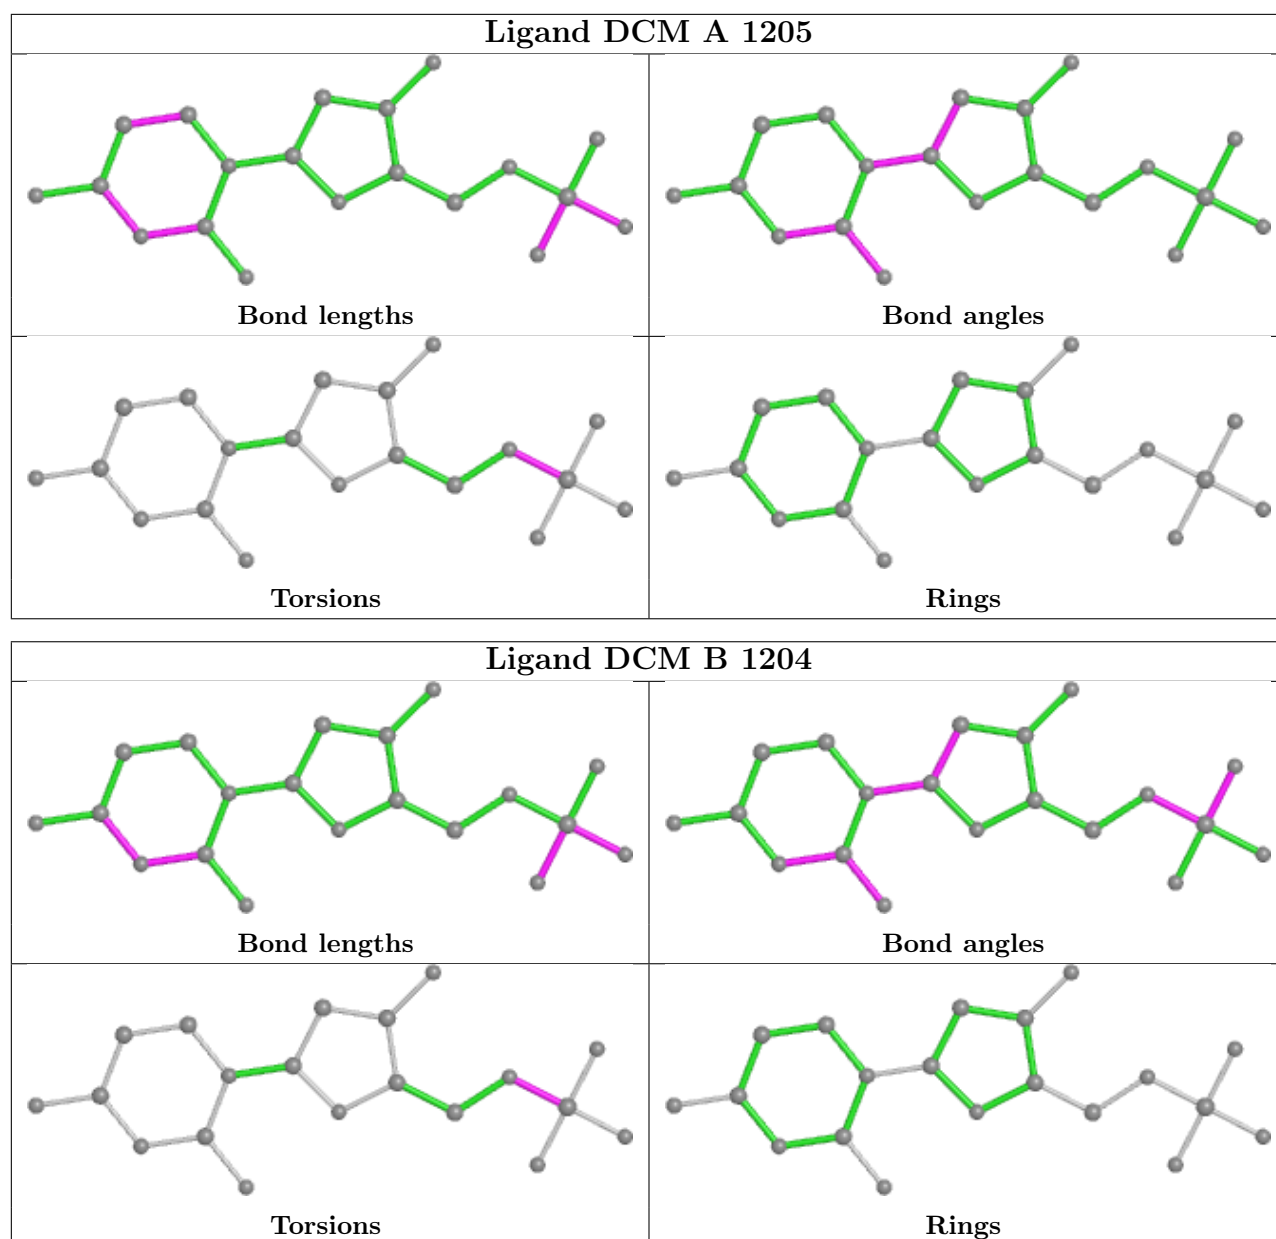 Ligand DCM A 1205
Bond lengths
Bond angles
Torsions
Rings
Ligand DCM B 1204
Bond lengths
Bond angles
Torsions
Rings